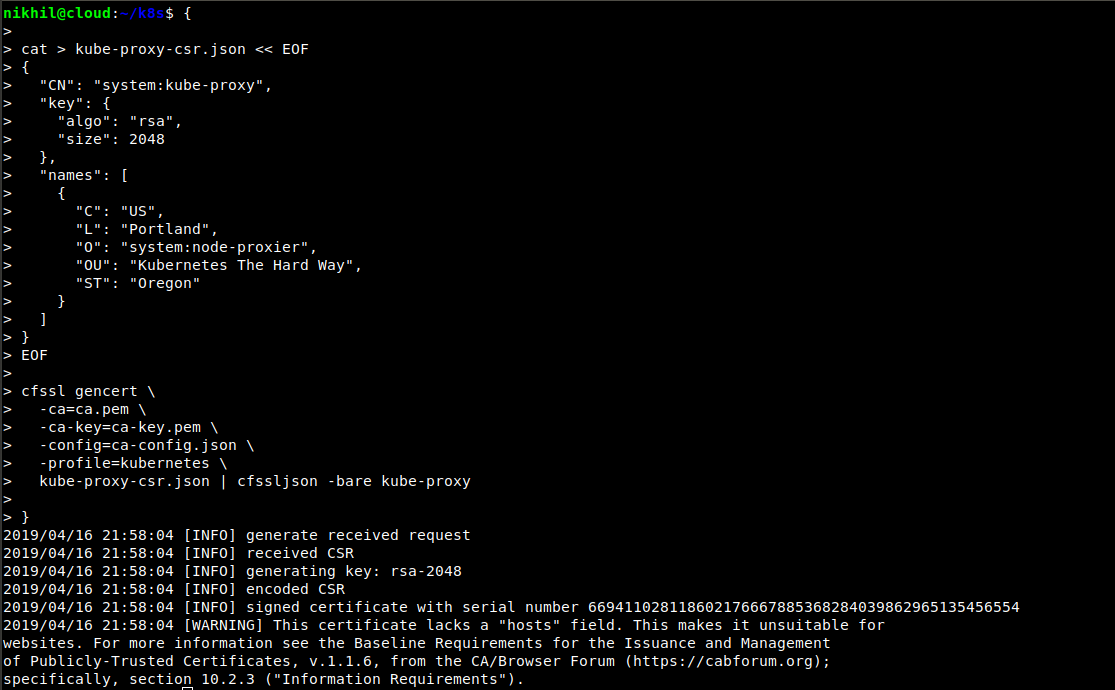 nikhil@cloud:~/k8s$ {
>
> cat > kube-proxy-csr.json << EOF
> {
>   "CN": "system:kube-proxy",
>   "key": {
>     "algo": "rsa",
>     "size": 2048
>   },
>   "names": [
>     {
>       "C": "US",
>       "L": "Portland",
>       "O": "system:node-proxier",
>       "OU": "Kubernetes The Hard Way",
>       "ST": "Oregon"
>     }
>   ]
> }
> EOF
>
> cfssl gencert \
>   -ca=ca.pem \
>   -ca-key=ca-key.pem \
>   -config=ca-config.json \
>   -profile=kubernetes \
>   kube-proxy-csr.json | cfssljson -bare kube-proxy
>
> }
2019/04/16 21:58:04 [INFO] generate received request
2019/04/16 21:58:04 [INFO] received CSR
2019/04/16 21:58:04 [INFO] generating key: rsa-2048
2019/04/16 21:58:04 [INFO] encoded CSR
2019/04/16 21:58:04 [INFO] signed certificate with serial number 669411028118602176667885368284039862965135456554
2019/04/16 21:58:04 [WARNING] This certificate lacks a "hosts" field. This makes it unsuitable for
websites. For more information see the Baseline Requirements for the Issuance and Management
of Publicly-Trusted Certificates, v.1.1.6, from the CA/Browser Forum (https://cabforum.org);
specifically, section 10.2.3 ("Information Requirements").